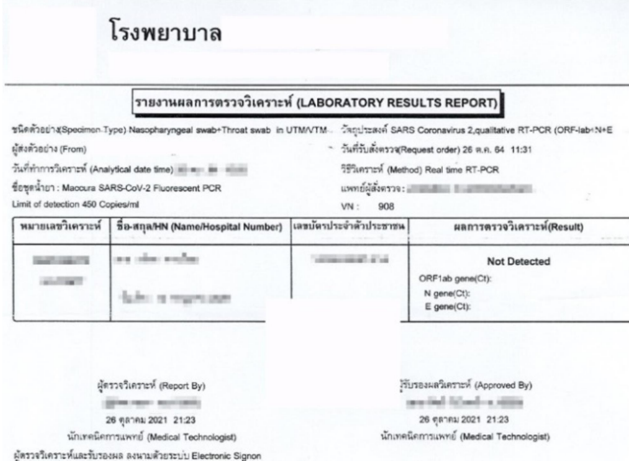 โรงพยาบาล
รายงานผลการตรวจวิเคราะห์ (LABORATORY RESULTS REPORT)
ชนิดตัวอย่าง(Specimen Type) Nasopharyngeal swab+Throat swab in UTM/VTM วัตถุประสงค์ SARS Coronavirus 2,qualitative RT-PCR (ORF-lab+N+E
ผู้ส่งตัวอย่าง (From) วันที่รับสั่งตรวจ(Request order) 26 ต.ค. 64 11:31
วันที่ทำการวิเคราะห์ (Analytical date time) วิธีวิเคราะห์ (Method) Real time RT-PCR
ชื่อชุดน้ำยา : Maccura SARS-CoV-2 Fluorescent PCR แพทย์ผู้สั่งตรวจ :
Limit of detection 450 Copies/ml VN : 908
หมายเลขวิเคราะห์ ชื่อ-สกุล/HN (Name/Hospital Number) เลขบัตรประจำตัวประชาชน ผลการตรวจวิเคราะห์(Result)
Not Detected
ORF1ab gene(Ct):
N gene(Ct):
E gene(Ct):
ผู้ตรวจวิเคราะห์ (Report By) ผู้รับรองผลวิเคราะห์ (Approved By)
26 ตุลาคม 2021 21:23 26 ตุลาคม 2021 21:23
นักเทคนิคการแพทย์ (Medical Technologist) นักเทคนิคการแพทย์ (Medical Technologist)
ผู้ตรวจวิเคราะห์และรับรองผล ลงนามด้วยระบบ Electronic Signon